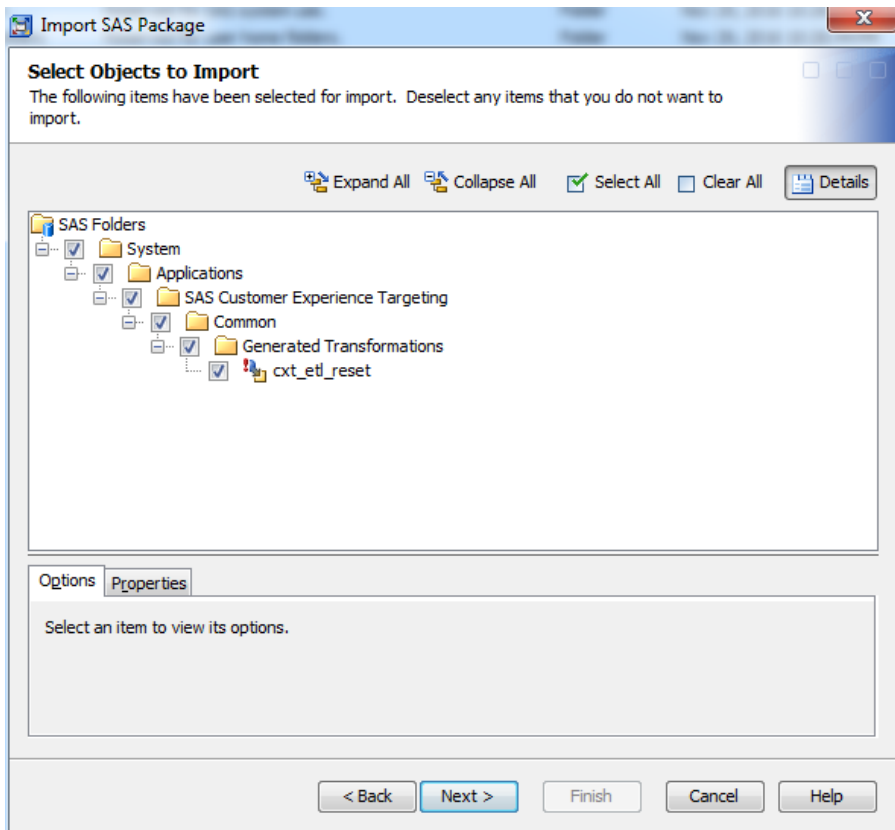 Import SAS Package
Select Objects to Import
The following items have been selected for import. Deselect any items that you do not want to
import.
Expand All Collapse All Select All Clear All Details
SAS Folders
System
Applications
SAS Customer Experience Targeting
Common
Generated Transformations
cxt_etl_reset
Options Properties
Select an item to view its options.
< Back Next > Finish Cancel Help